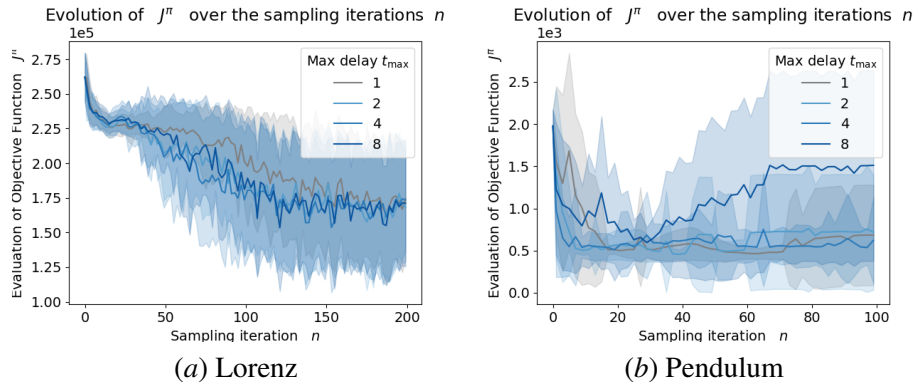 Evolution of J^π over the sampling iterations n
1e5
Evaluation of Objective Function J^π
2.75
2.50
2.25
2.00
1.75
1.50
1.25
1.00
Max delay t_max
1
2
4
8
0
50
100
150
200
Sampling iteration n
(a) Lorenz
Evolution of J^π over the sampling iterations n
1e3
Evaluation of Objective Function J^π
2.5
2.0
1.5
1.0
0.5
0.0
Max delay t_max
1
2
4
8
0
20
40
60
80
100
Sampling iteration n
(b) Pendulum